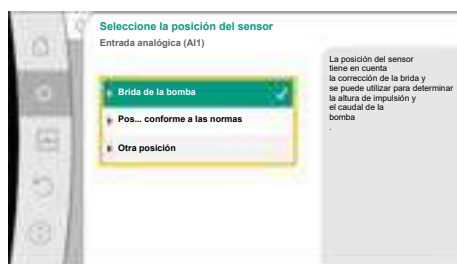 Seleccione la posición del sensor
Entrada analógica (AI1)
Brida de la bomba
Pos... conforme a las normas
Otra posición
La posición del sensor
tiene en cuenta
la corrección de la brida y
se puede utilizar para determinar
la altura de impulsión y
el caudal de la
bomba
.